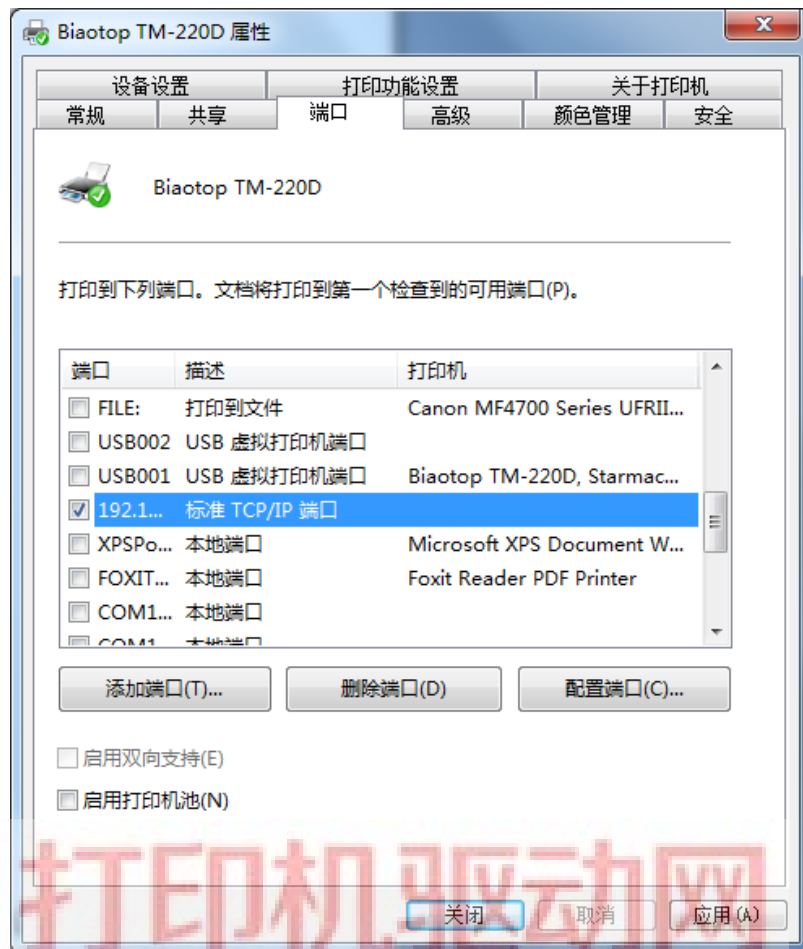 Biaotop TM-220D 属性
设备设置 打印功能设置 关于打印机
常规 共享 端口 高级 颜色管理 安全
Biaotop TM-220D
打印到下列端口。文档将打印到第一个检查到的可用端口(P)。
端口 描述 打印机
FILE: 打印到文件 Canon MF4700 Series UFRII...
USB002 USB 虚拟打印机端口
USB001 USB 虚拟打印机端口 Biaotop TM-220D, Starmac...
192.1... 标准 TCP/IP 端口
XPSPo... 本地端口 Microsoft XPS Document W...
FOXIT... 本地端口 Foxit Reader PDF Printer
COM1... 本地端口
COM1 本地端口
添加端口(T)... 删除端口(D) 配置端口(C)...
启用双向支持(E)
启用打印机池(N)
打印机驱动网
关闭 取消 应用(A)